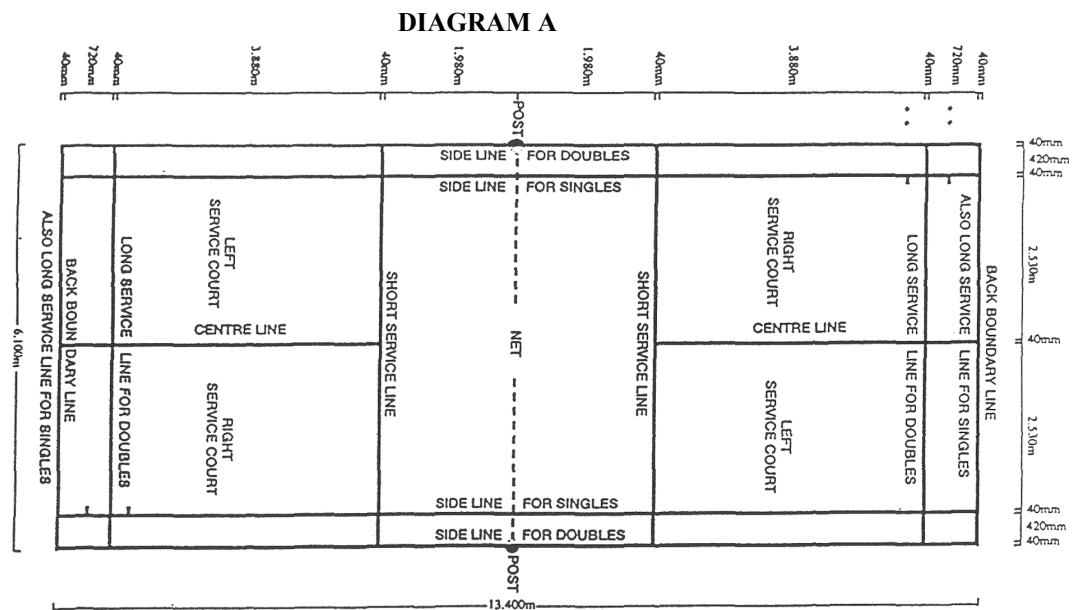 DIAGRAM A
40mm
720mm
40mm
3.880m
40mm
1.980m
1.980m
40mm
3.880m
40mm
720mm
40mm
POST
SIDE LINE FOR DOUBLES
SIDE LINE FOR SINGLES
40mm
420mm
40mm
2.530m
40mm
2.530m
40mm
420mm
40mm
6.100m
ALSO LONG SERVICE LINE FOR SINGLES
BACK BOUNDARY LINE
LONG SERVICE LINE FOR DOUBLES
LEFT
SERVICE COURT
CENTRE LINE
RIGHT
SERVICE COURT
SHORT SERVICE LINE
NET
SHORT SERVICE LINE
RIGHT
SERVICE COURT
CENTRE LINE
LEFT
SERVICE COURT
LONG SERVICE LINE FOR DOUBLES
ALSO LONG SERVICE LINE FOR SINGLES
BACK BOUNDARY LINE
SIDE LINE FOR SINGLES
SIDE LINE FOR DOUBLES
POST
13.400m